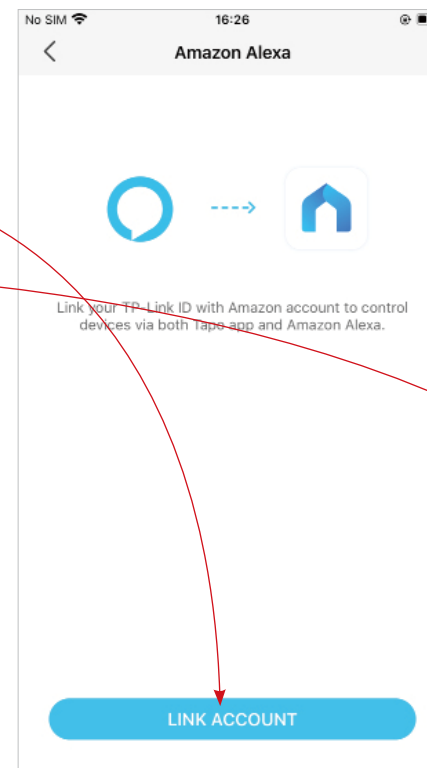 No SIM 16:26
Amazon Alexa
Link your TP-Link ID with Amazon account to control
devices via both Tapo app and Amazon Alexa.
LINK ACCOUNT